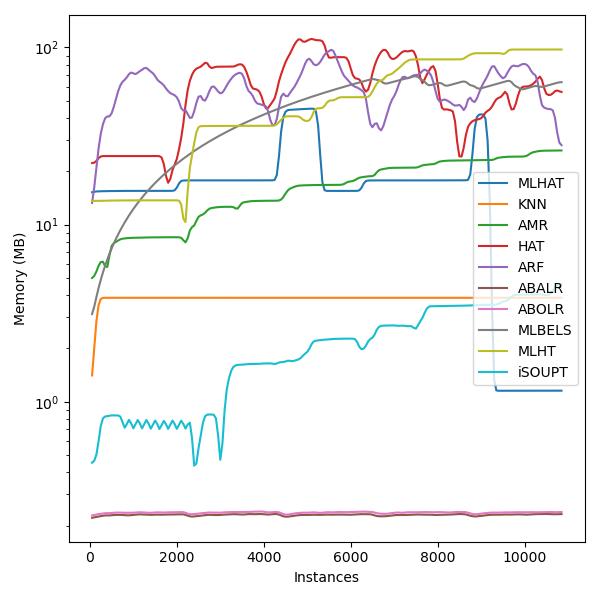 10²
10¹
10⁰
Memory (MB)
MLHAT
KNN
AMR
HAT
ARF
ABALR
ABOLR
MLBELS
MLHT
iSOUPT
0 2000 4000 6000 8000 10000
Instances